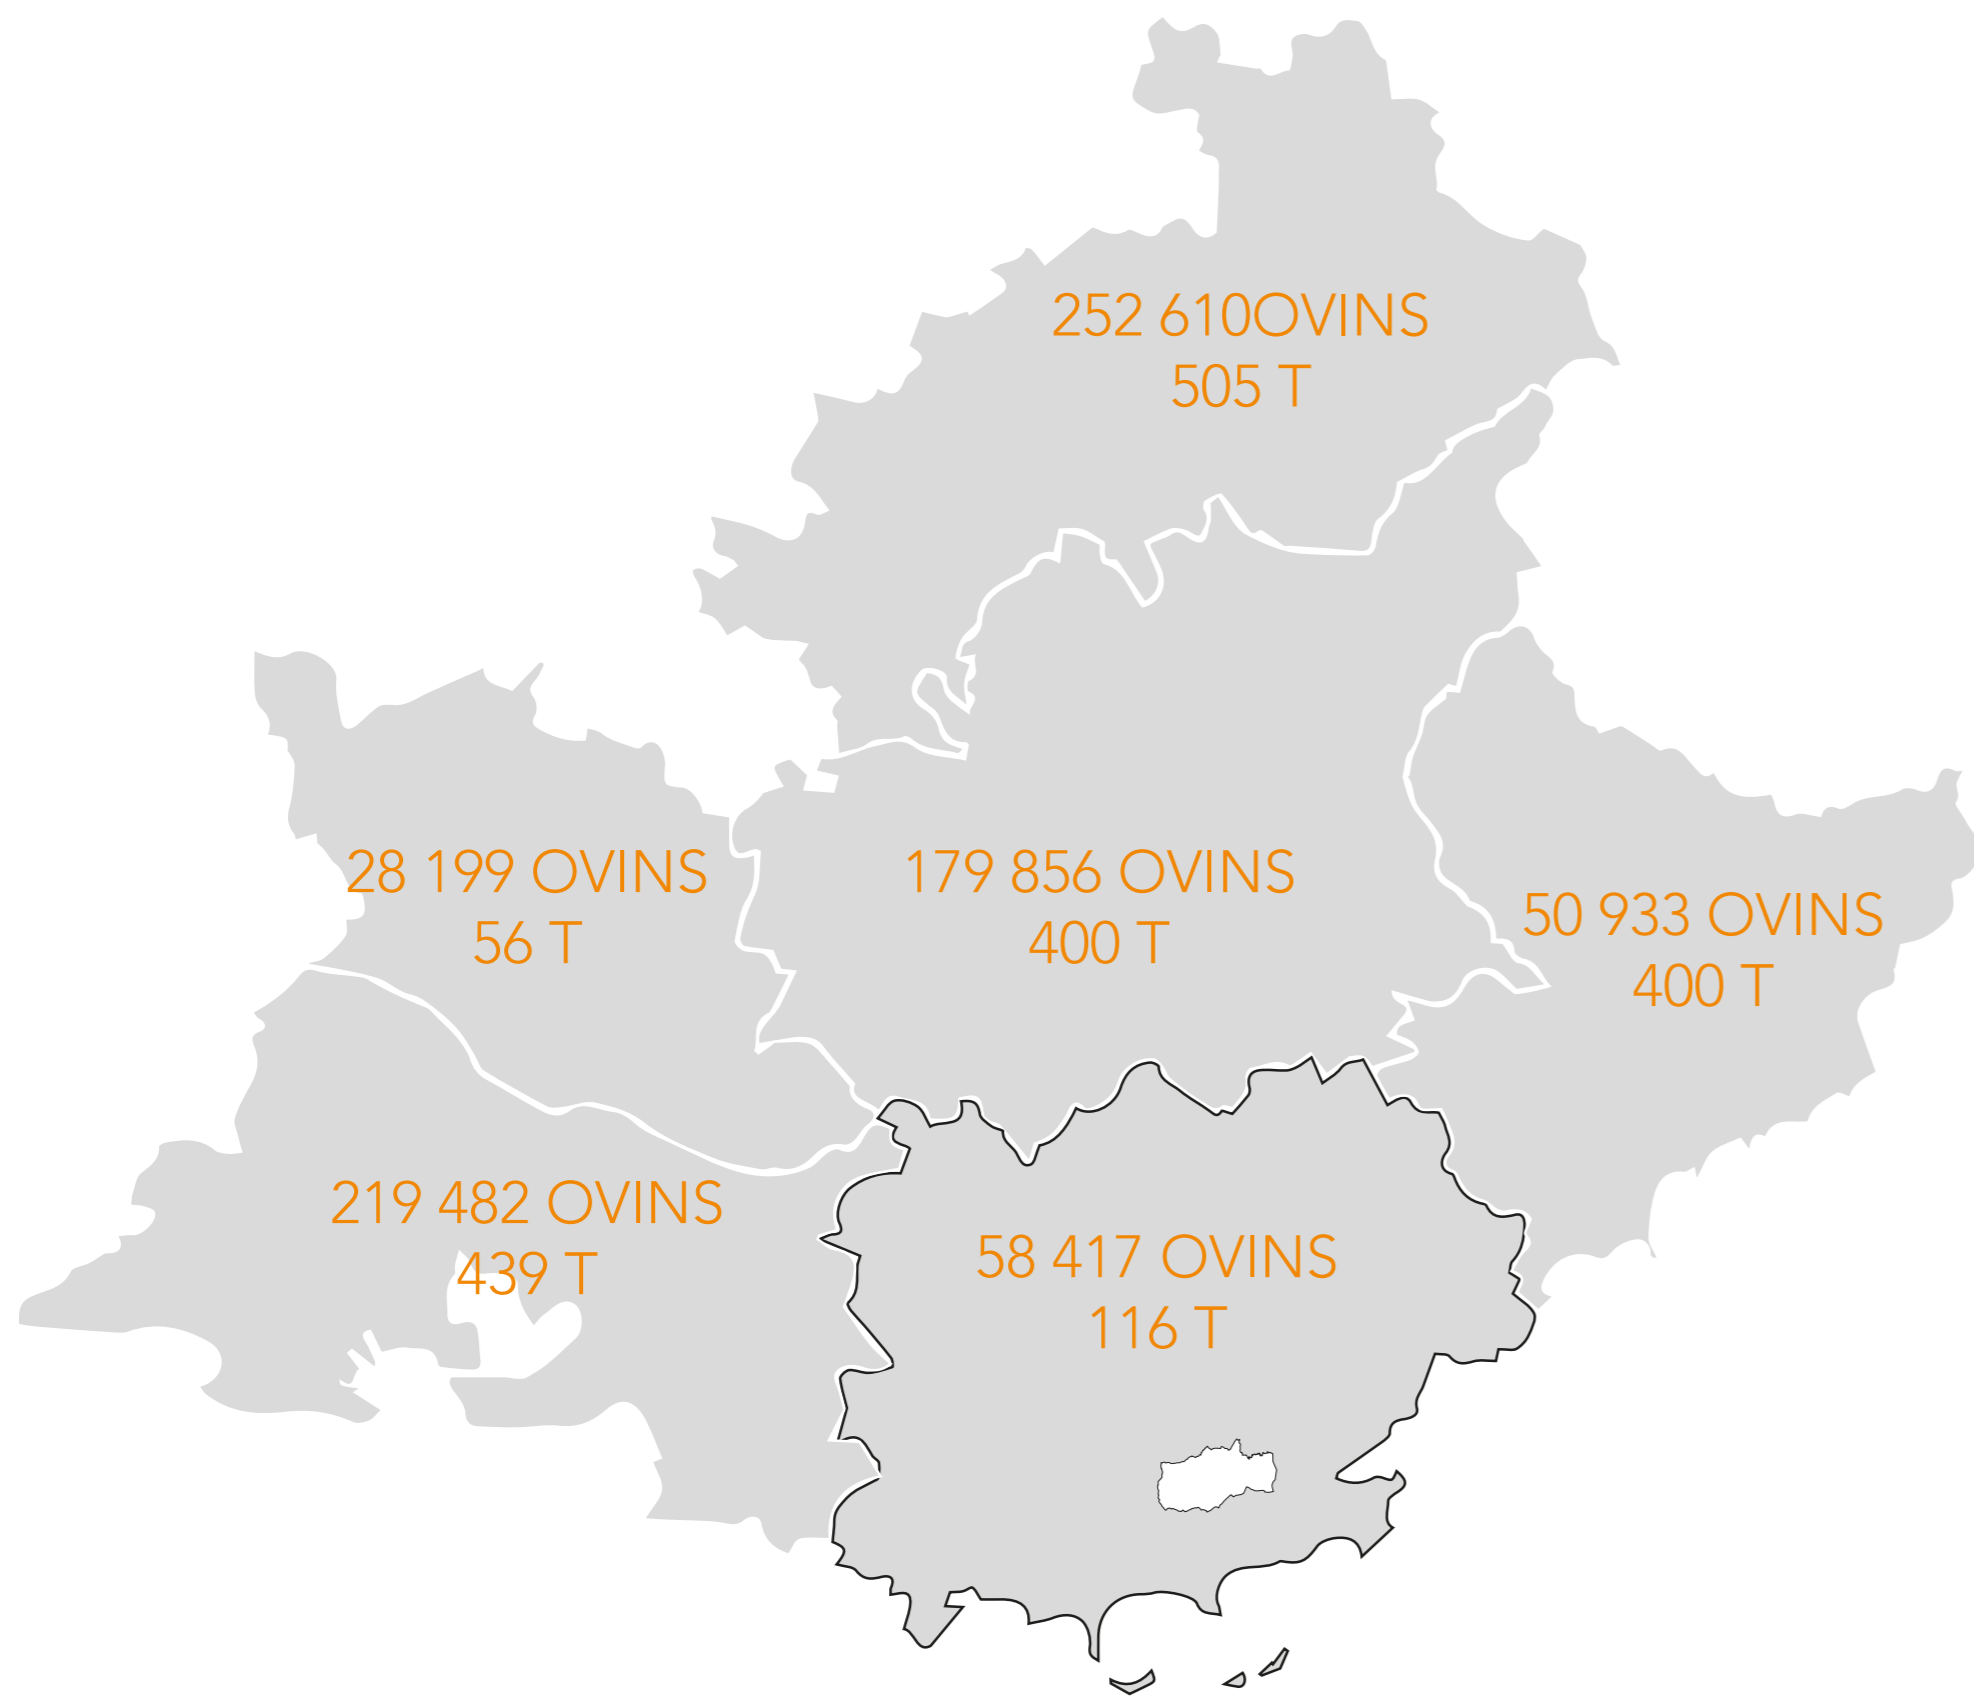 252 610OVINS
505 T
28 199 OVINS
56 T
179 856 OVINS
400 T
50 933 OVINS
400 T
219 482 OVINS
439 T
58 417 OVINS
116 T